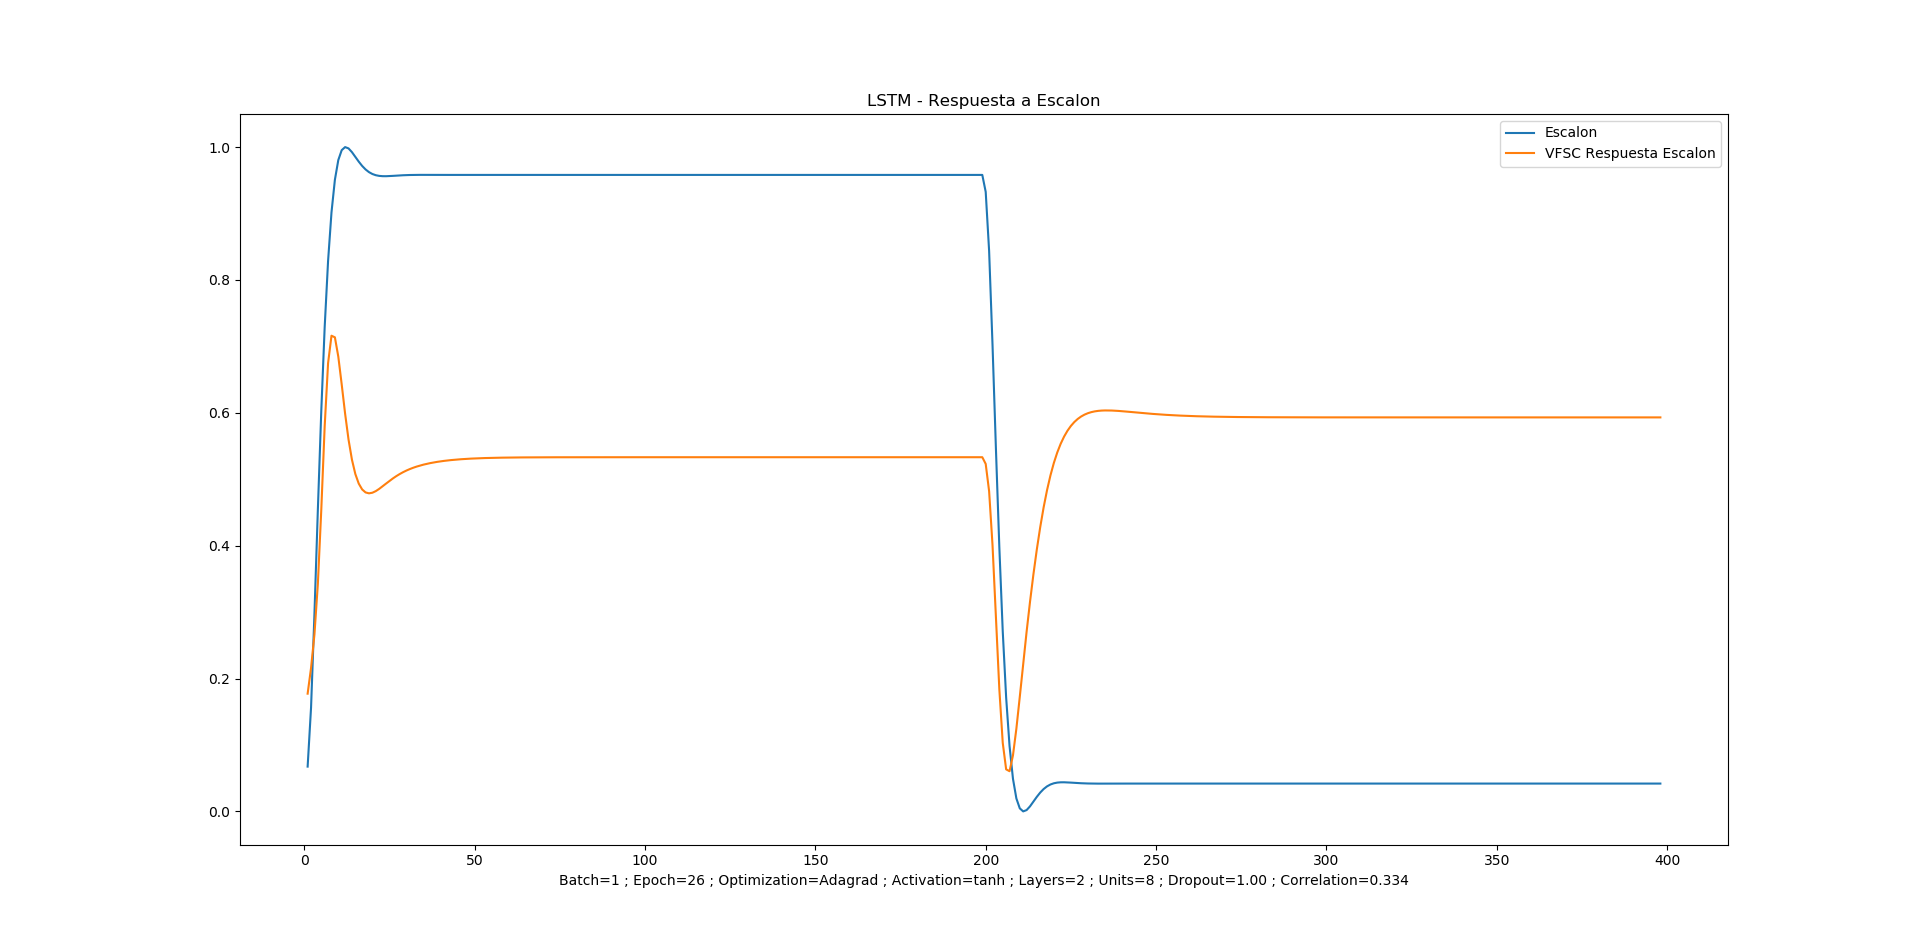 LSTM - Respuesta a Escalon
Escalon
VFSC Respuesta Escalon
1.0
0.8
0.6
0.4
0.2
0.0
0 50 100 150 200 250 300 350 400
Batch=1 ; Epoch=26 ; Optimization=Adagrad ; Activation=tanh ; Layers=2 ; Units=8 ; Dropout=1.00 ; Correlation=0.334